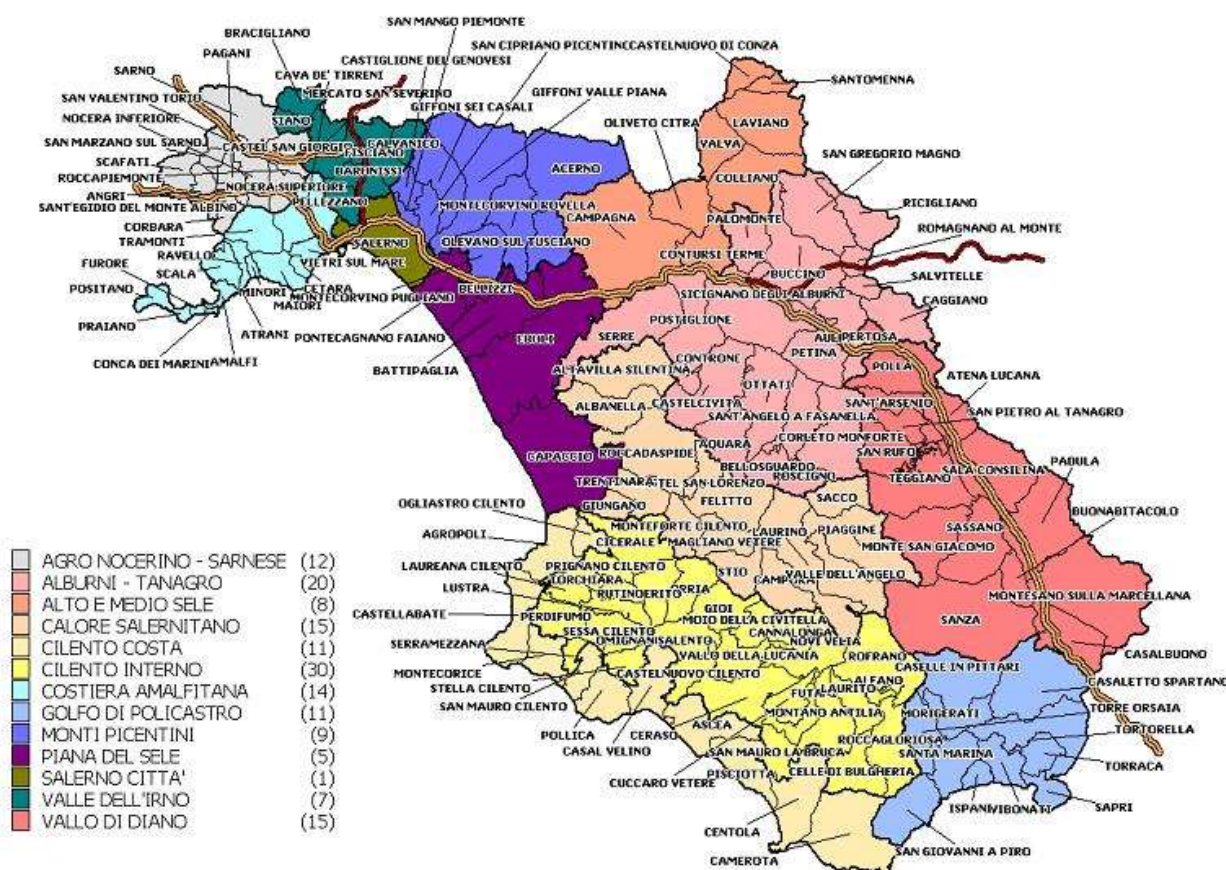 SAN MANGO PIEMONTE
BRACIGLIANO
SAN CIPRIANO PICENTINO
CASTELNUOVO DI CONZA
PAGANI
CASTIGLIONE DEL GENOVESI
SARNO
CAVA DE' TIRRENI
SANTOMENNA
MERCATO SAN SEVERINO
GIFFONI VALLE PIANA
SAN VALENTINO TORIO
GIFFONI SEI CASALI
NOCERA INFERIORE
SIANO
OLIVETO CITRA
LAVIANO
SAN MARZANO SUL SARNO
CASTEL SAN GIORGIO
CALVANICO
VALVA
FISCIANO
SAN GREGORIO MAGNO
SCAFATI
BARONISSI
ACERNO
ROCCAPIEMONTE
COLLIANO
NOCERA SUPERIORE
ANGRI
PELLEZZANO
RICIGLIANO
SANT'EGIDIO DEL MONTE ALBINO
MONTECORVINO ROVELLA
CAMPAGNA
PALOMONTE
CORBARA
ROMAGNANO AL MONTE
TRAMONTI
SALERNO
OLEVANO SUL TUSCIANO
RAVELLO
VIETRI SUL MARE
CONTURSI TERME
FURORE
SCALA
BUCCINO
SALVITELLE
POSITANO
MINORI
CETARA
BELLIZZI
SICIGNANO DEGLI ALBURNI
MAIORI
MONTECORVINO PUGLIANO
CAGGIANO
PRAIANO
ATRANI
PONTECAGNANO FAIANO
POSTIGLIONE
EBOLI
SERRE
AULETTA
PERTOSA
CONCA DEI MARINI
AMALFI
PETINA
BATTIPAGLIA
CONTRONE
POLLA
ALTAVILLA SILENTINA
ATENA LUCANA
OTTATI
ALBANELLA
CASTELCIVITA
SANT'ARSENIO
SAN PIETRO AL TANAGRO
SANT'ANGELO A FASANELLA
CORLETO MONFORTE
AQUARA
CAPACCIO
ROCCADASPIDE
SAN RUFO
PADULA
BELLOSGUARDO
SALA CONSILINA
ROSCIGNO
TEGGIANO
TRENTINARA
CASTEL SAN LORENZO
OGLIASTRO CILENTO
FELITTO
SACCO
GIUNGANO
BUONABITACOLO
AGROPOLI
MONTEFORTE CILENTO
LAURINO
PIAGGINE
SASSANO
CICERALE
MAGLIANO VETERE
MONTE SAN GIACOMO
LAUREANA CILENTO
PRIGNANO CILENTO
STIO
VALLE DELL'ANGELO
TORCHIARA
CAMPORA
LUSTRA
RUTINO
PERITO
ORRIA
MONTESANO SULLA MARCELLANA
CASTELLABATE
PERDIFUMO
GIOI
MOIO DELLA CIVITELLA
SANZA
SESSA CILENTO
CANNALONGA
SERRAMEZZANA
OMIGNANO
SALENTO
NOVI VELIA
CASALBUONO
VALLO DELLA LUCANIA
ROFRANO
CASELLE IN PITTARI
MONTECORICE
CASTELNUOVO CILENTO
ALFANO
CASALETTO SPARTANO
STELLA CILENTO
LAURITO
FUTANI
SAN MAURO CILENTO
TORRE ORSAIA
MONTANO ANTILIA
MORIGERATI
ASCEA
TORTORELLA
POLLICA
CERASO
ROCCAGLORIOSA
CASAL VELINO
SAN MAURO LA BRUCA
SANTA MARINA
TORRACA
PISCIOTTA
CELLE DI BULGHERIA
CUCCARO VETERE
ISPANI
VIBONATI
SAPRI
CENTOLA
SAN GIOVANNI A PIRO
CAMEROTA
AGRO NOCERINO - SARNESE (12)
ALBURNI - TANAGRO (20)
ALTO E MEDIO SELE (8)
CALORE SALERNITANO (15)
CILENTO COSTA (11)
CILENTO INTERNO (30)
COSTIERA AMALFITANA (14)
GOLFO DI POLICASTRO (11)
MONTI PICENTINI (9)
PIANA DEL SELE (5)
SALERNO CITTA' (1)
VALLE DELL'IRNO (7)
VALLO DI DIANO (15)